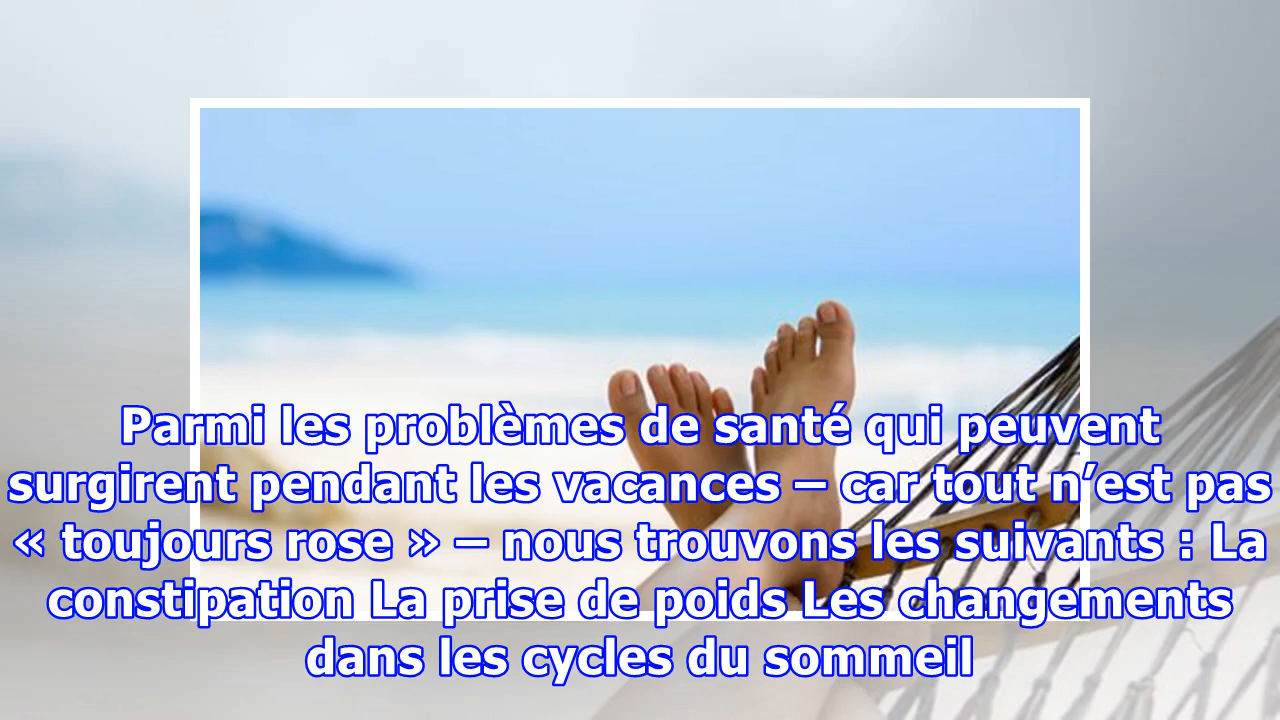 Parmi les problèmes de santé qui peuvent
surgirent pendant les vacances – car tout n’est pas
« toujours rose » – nous trouvons les suivants : La
constipation La prise de poids Les changements
dans les cycles du sommeil